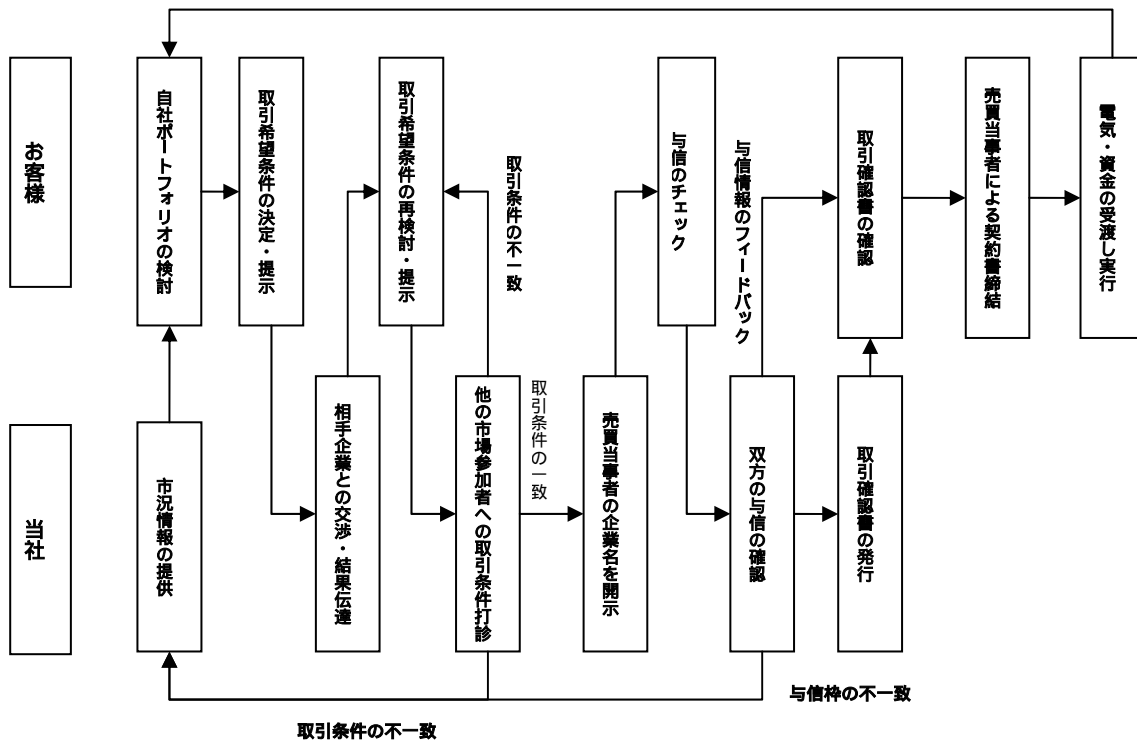 お客様
自社ポートフォリオの検討
取引希望条件の決定・提示
取引希望条件の再検討・提示
取引条件の不一致
与信のチェック
与信情報のフィードバック
取引確認書の確認
売買当事者による契約書締結
電気・資金の受渡し実行
当社
市況情報の提供
相手企業との交渉・結果伝達
他の市場参加者への取引条件打診
取引条件の一致
売買当事者の企業名を開示
双方の与信の確認
取引確認書の発行
与信枠の不一致
取引条件の不一致